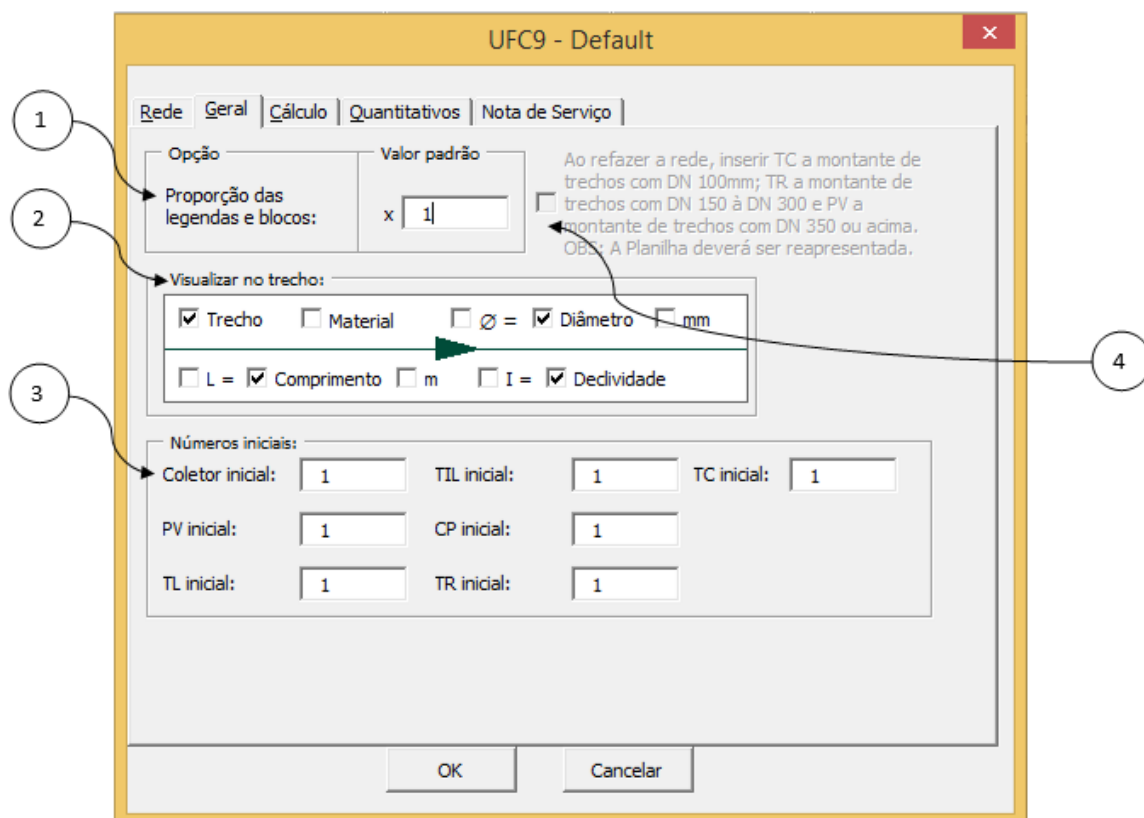 UFC9 - Default
Rede Geral Cálculo Quantitativos Nota de Serviço
1
Opção Valor padrão
Proporção das
legendas e blocos:
x 1
Ao refazer a rede, inserir TC a montante de
trechos com DN 100mm; TR a montante de
trechos com DN 150 à DN 300 e PV a
montante de trechos com DN 350 ou acima.
OBS: A Planilha deverá ser reapresentada.
2
Visualizar no trecho:
Trecho Material Ø = Diâmetro mm
L = Comprimento m I = Declividade
4
3
Números iniciais:
Coletor inicial: 1 TIL inicial: 1 TC inicial: 1
PV inicial: 1 CP inicial: 1
TL inicial: 1 TR inicial: 1
OK Cancelar